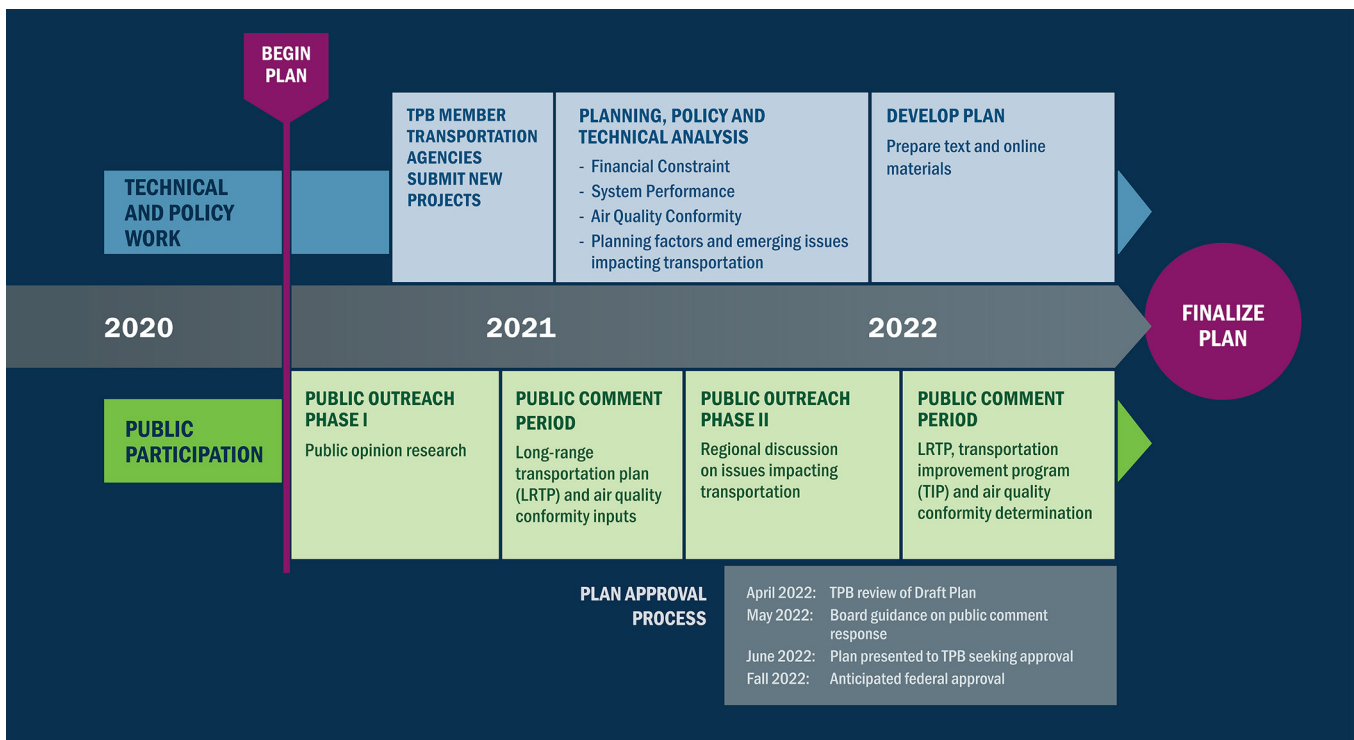 BEGIN
PLAN
TECHNICAL
AND POLICY
WORK
TPB MEMBER
TRANSPORTATION
AGENCIES
SUBMIT NEW
PROJECTS
PLANNING, POLICY AND
TECHNICAL ANALYSIS
- Financial Constraint
- System Performance
- Air Quality Conformity
- Planning factors and emerging issues
impacting transportation
DEVELOP PLAN
Prepare text and online
materials
2020
2021
2022
FINALIZE
PLAN
PUBLIC
PARTICIPATION
PUBLIC OUTREACH
PHASE I
Public opinion research
PUBLIC COMMENT
PERIOD
Long-range
transportation plan
(LRTP) and air quality
conformity inputs
PUBLIC OUTREACH
PHASE II
Regional discussion
on issues impacting
transportation
PUBLIC COMMENT
PERIOD
LRTP, transportation
improvement program
(TIP) and air quality
conformity determination
PLAN APPROVAL
PROCESS
April 2022: TPB review of Draft Plan
May 2022: Board guidance on public comment
response
June 2022: Plan presented to TPB seeking approval
Fall 2022: Anticipated federal approval